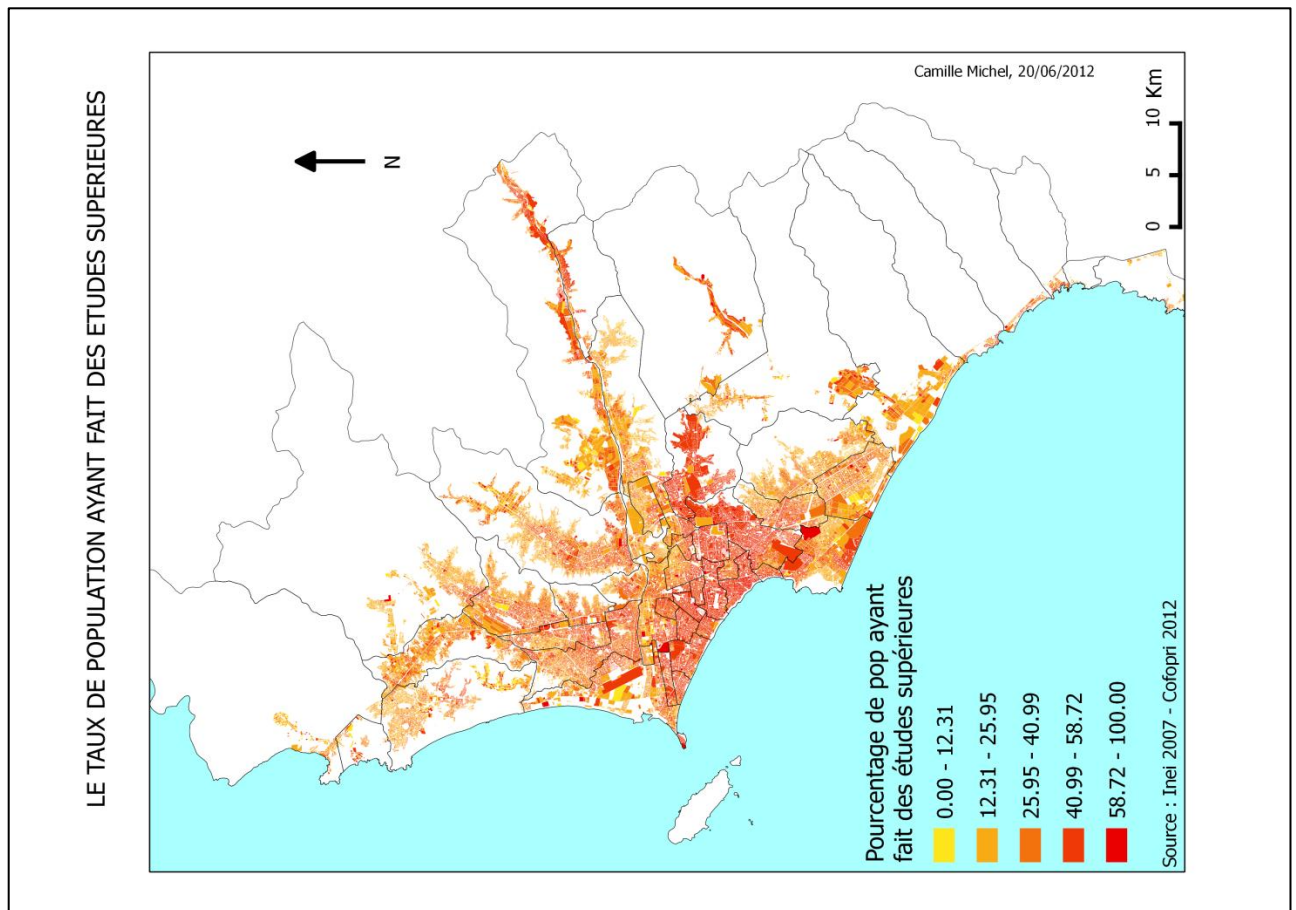 LE TAUX DE POPULATION AYANT FAIT DES ETUDES SUPERIEURES
Camille Michel, 20/06/2012
N
Pourcentage de pop ayant
fait des études supérieures
0.00 - 12.31
12.31 - 25.95
25.95 - 40.99
40.99 - 58.72
58.72 - 100.00
0 5 10 Km
Source : Inei 2007 - Cofopri 2012